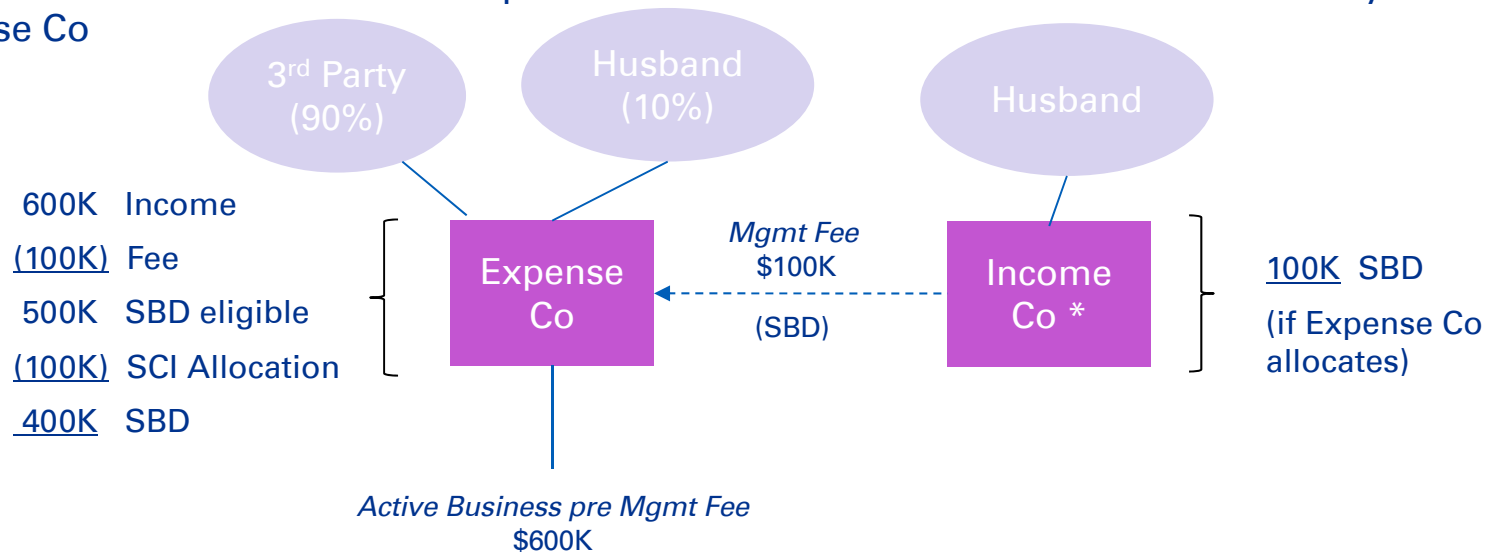 se Co
3rd Party
(90%)
Husband
(10%)
Husband
600K Income
(100K) Fee
500K SBD eligible
(100K) SCI Allocation
400K SBD
Expense
Co
Mgmt Fee
$100K
(SBD)
Income
Co *
100K SBD
(if Expense Co
allocates)
Active Business pre Mgmt Fee
$600K